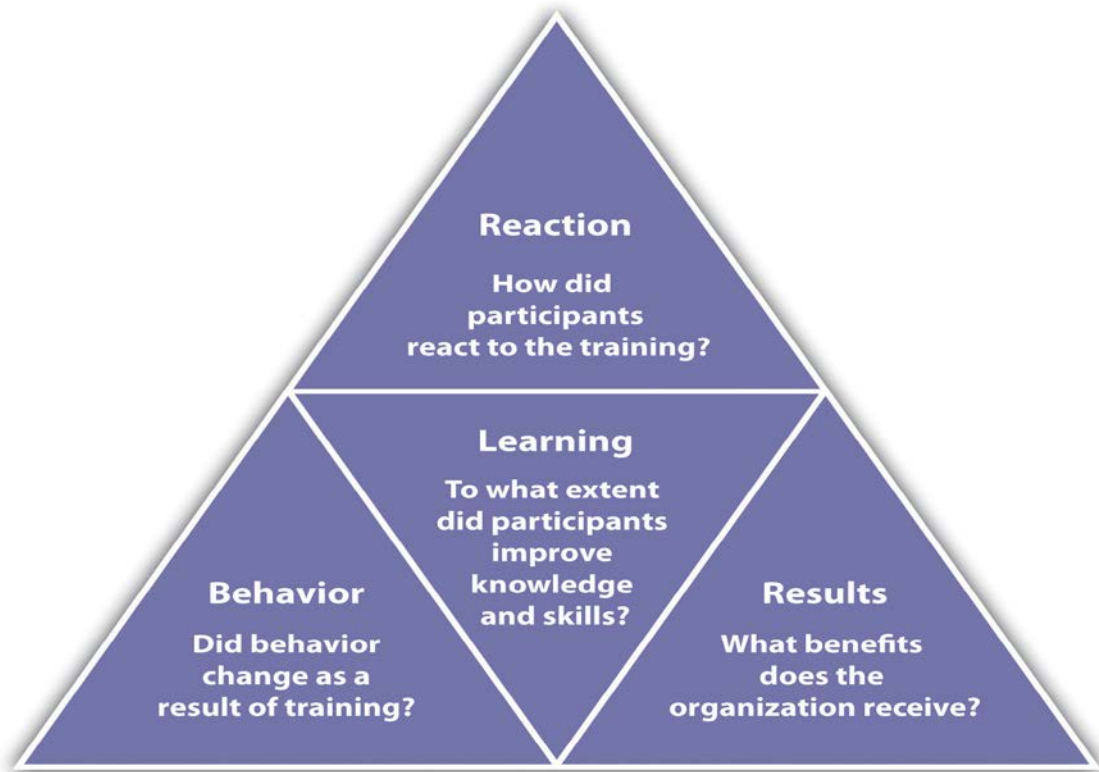 Reaction
How did
participants
react to the training?
Learning
To what extent
did participants
improve
knowledge
and skills?
Behavior
Did behavior
change as a
result of training?
Results
What benefits
does the
organization receive?